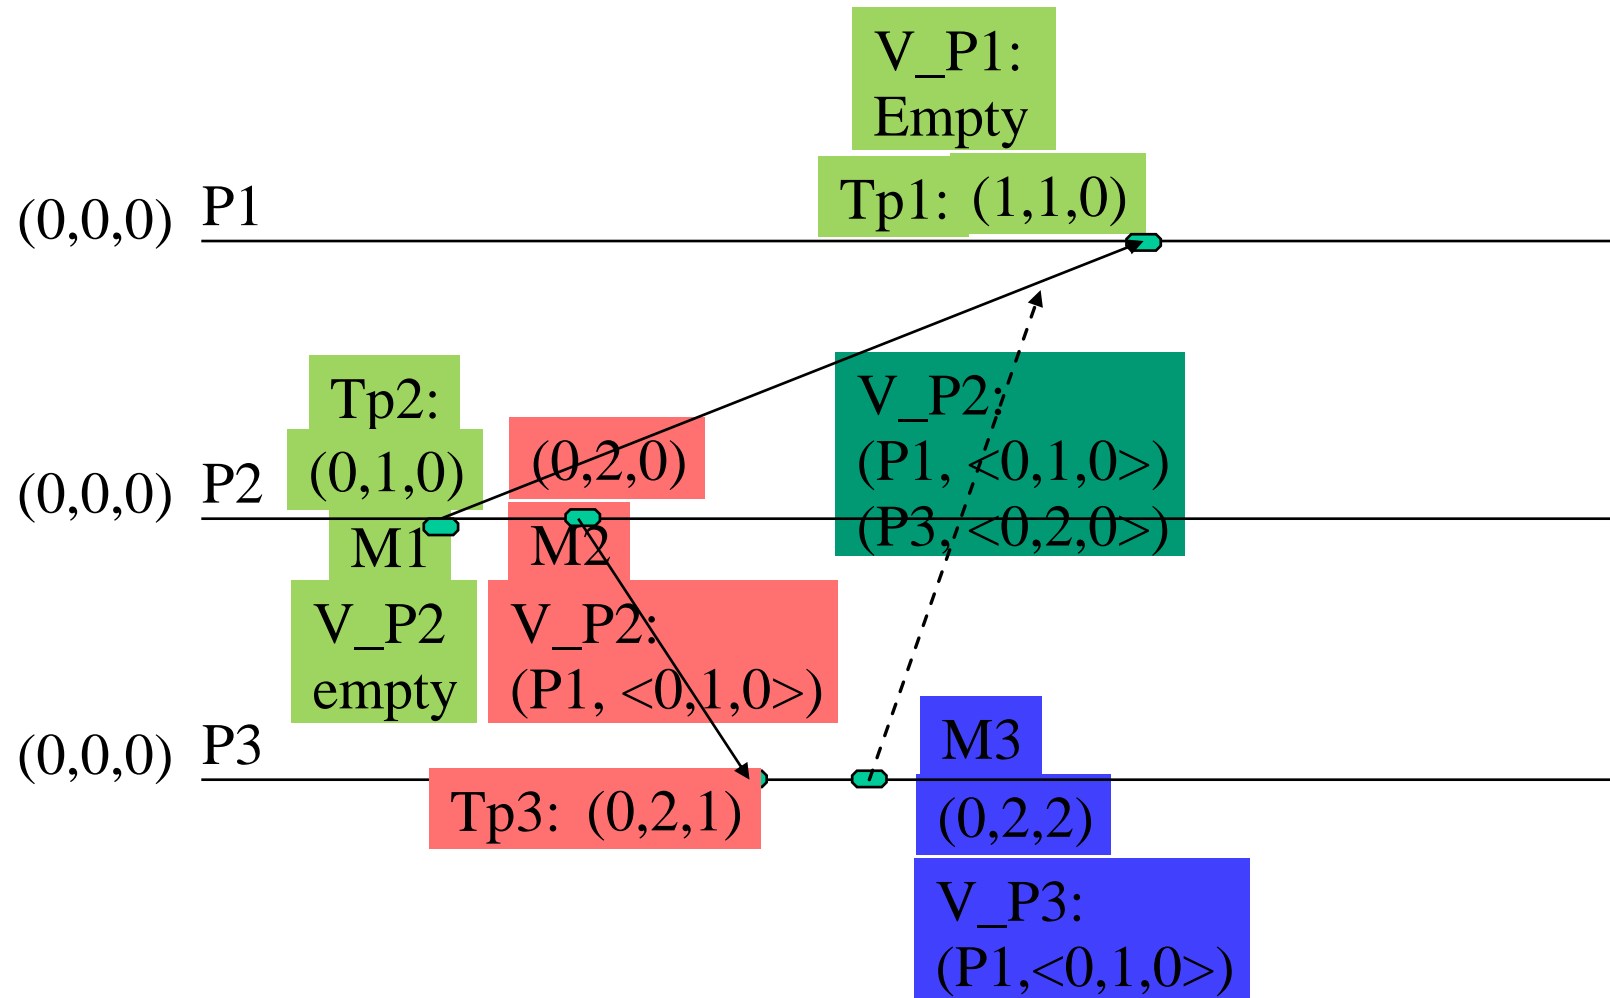 V_P1:
Empty
Tp1: (1,1,0)
(0,0,0) P1
Tp2:
(0,1,0)
(0,2,0)
V_P2:
(P1, <0,1,0>)
(P3, <0,2,0>)
(0,0,0) P2
M1
M2
V_P2
empty
V_P2:
(P1, <0,1,0>)
(0,0,0) P3
Tp3: (0,2,1)
M3
(0,2,2)
V_P3:
(P1,<0,1,0>)